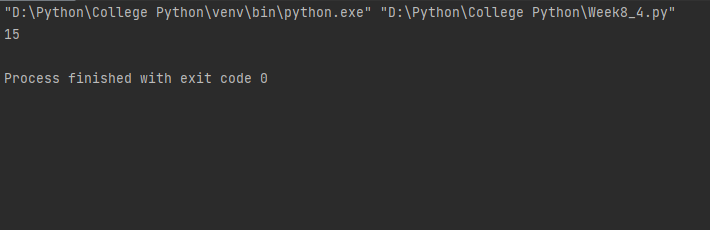 "D:\Python\College Python\venv\bin\python.exe" "D:\Python\College Python\Week8_4.py"
15
Process finished with exit code 0